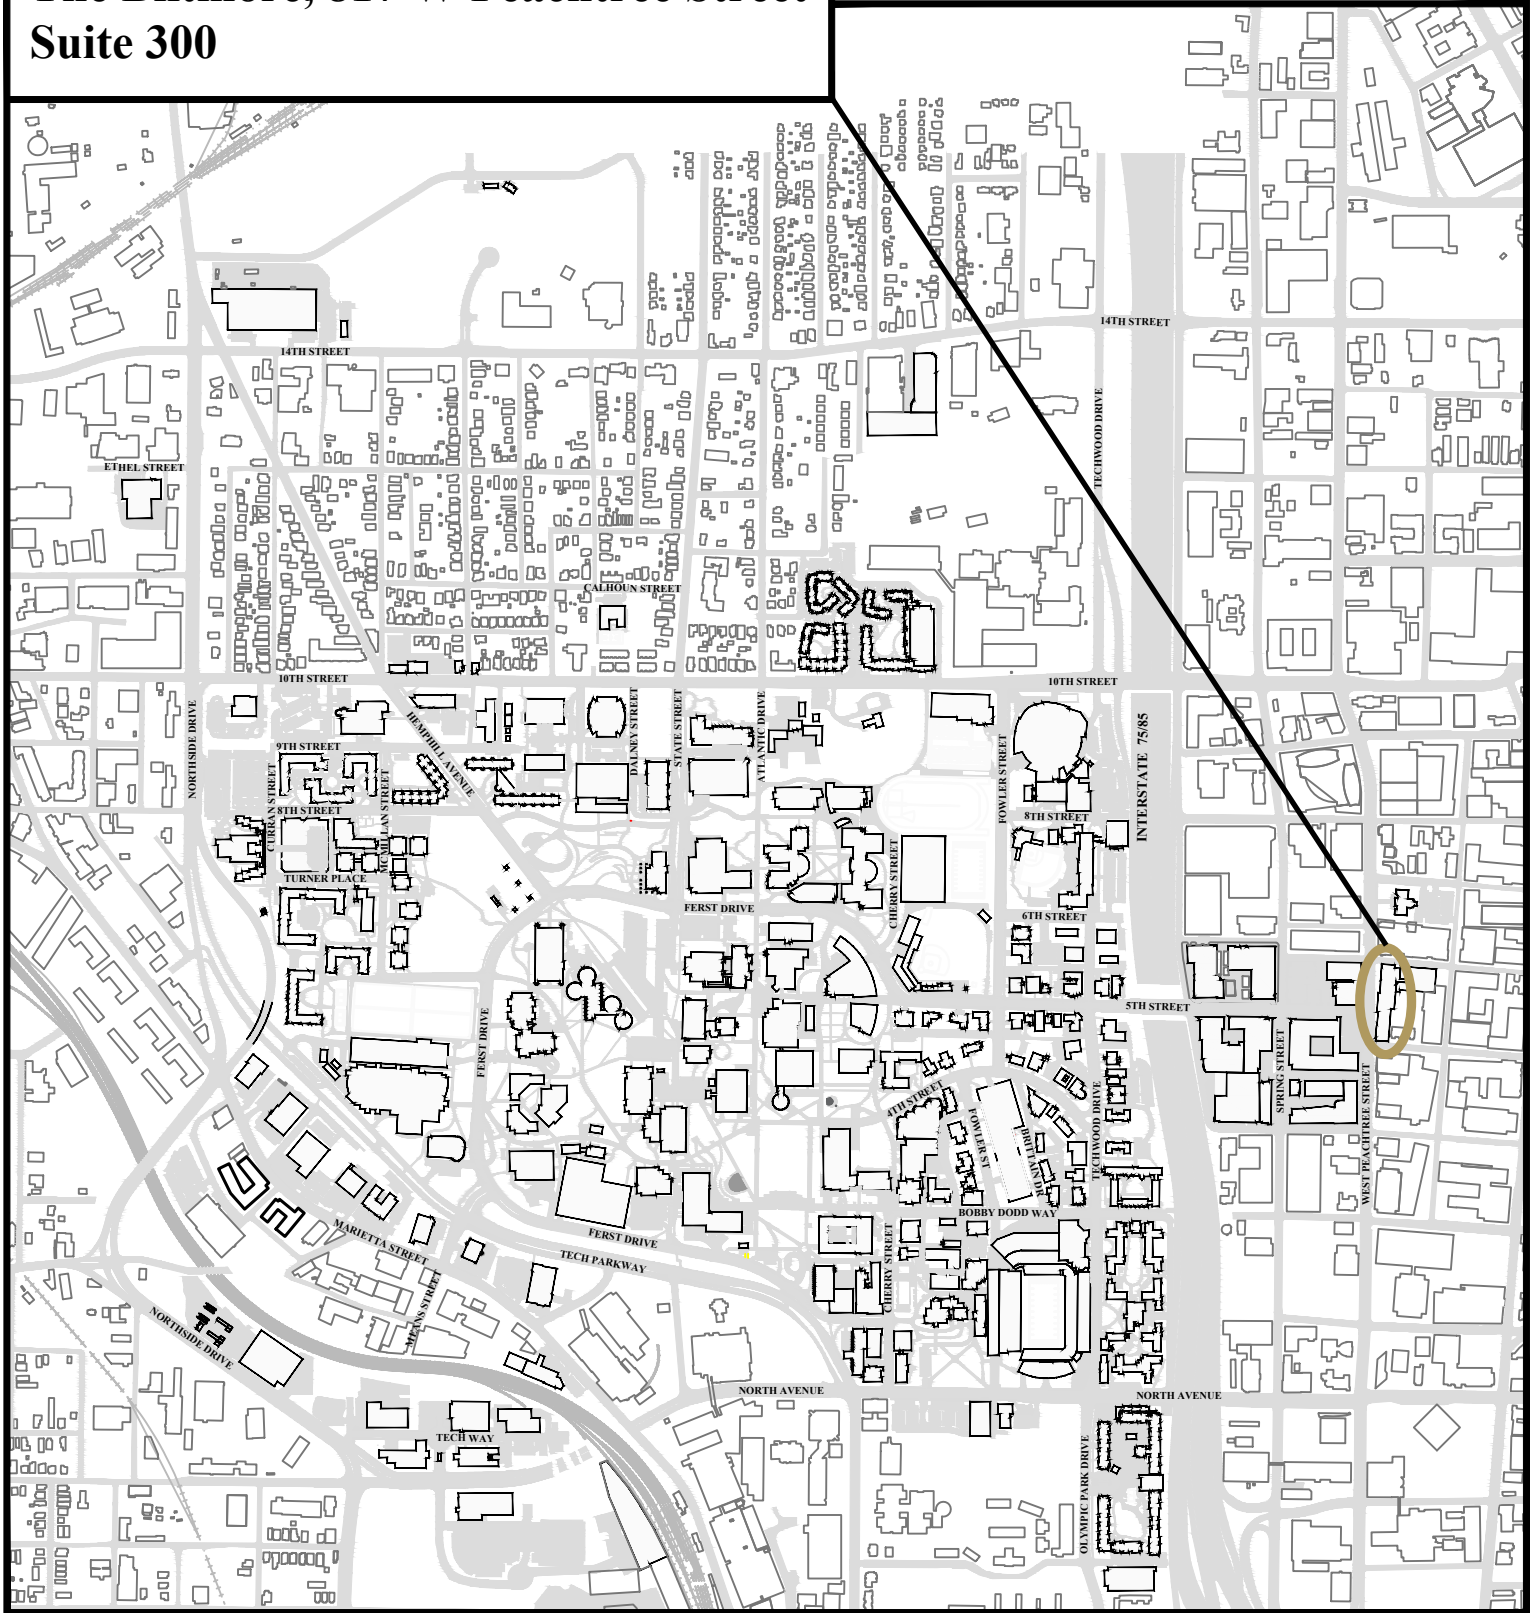 Suite 300
14TH STREET
14TH STREET
TECHWOOD DRIVE
ETHEL STREET
CALHOUN STREET
10TH STREET
10TH STREET
NORTHSIDE DRIVE
HEMPHILL AVENUE
DALNEY STREET
STATE STREET
ATLANTIC DRIVE
FOWLER STREET
INTERSTATE 75/85
9TH STREET
CURRAN STREET
MCMILLAN STREET
8TH STREET
8TH STREET
TURNER PLACE
CHERRY STREET
FERST DRIVE
6TH STREET
5TH STREET
FERST DRIVE
SPRING STREET
WEST PEACHTREE STREET
4TH STREET
FOWLER ST
BRITTAIN DR
TECHWOOD DRIVE
BOBBY DODD WAY
MARIETTA STREET
FERST DRIVE
TECH PARKWAY
CHERRY STREET
MEANS STREET
NORTHSIDE DRIVE
NORTH AVENUE
NORTH AVENUE
TECH WAY
OLYMPIC PARK DRIVE